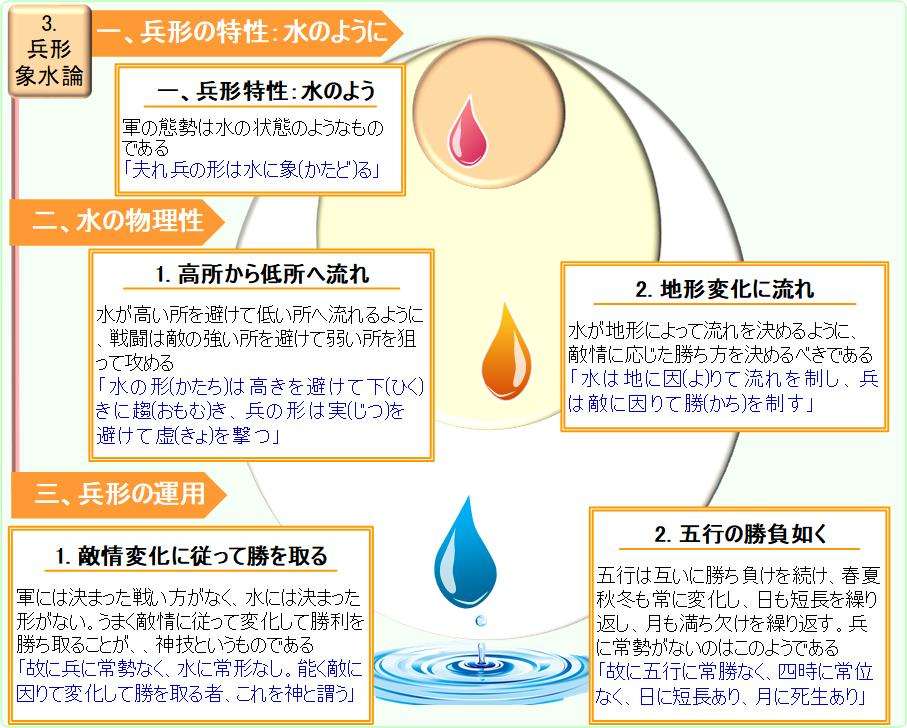 3.
兵形
象水論
一、兵形の特性：水のように
一、兵形特性：水のよう
軍の態勢は水の状態のようなもの
である
「夫れ兵の形は水に象(かたど)る」
二、水の物理性
1. 高所から低所へ流れ
水が高い所を避けて低い所へ流れるように
、戦闘は敵の強い所を避けて弱い所を狙
って攻める
「水の形(かたち)は高きを避けて下(ひく)
きに趨(おもむ)き、兵の形は実(じつ)を
避けて虚(きょ)を撃つ」
2. 地形変化に流れ
水が地形によって流れを決めるように、
敵情に応じた勝ち方を決めるべきである
「水は地に因(よ)りて流れを制し、兵
は敵に因りて勝(かち)を制す」
三、兵形の運用
1. 敵情変化に従って勝を取る
軍には決まった戦い方がなく、水には決まった
形がない。うまく敵情に従って変化して勝利を
勝ち取ることが、、神技というものである
「故に兵に常勢なく、水に常形なし。能く敵に
因りて変化して勝を取る者、これを神と謂う」
2. 五行の勝負如く
五行は互いに勝ち負けを続け、春夏
秋冬も常に変化し、日も短長を繰り
返し、月も満ち欠けを繰り返す。兵
に常勢がないのはこのようである
「故に五行に常勝なく、四時に常位
なく、日に短長あり、月に死生あり」